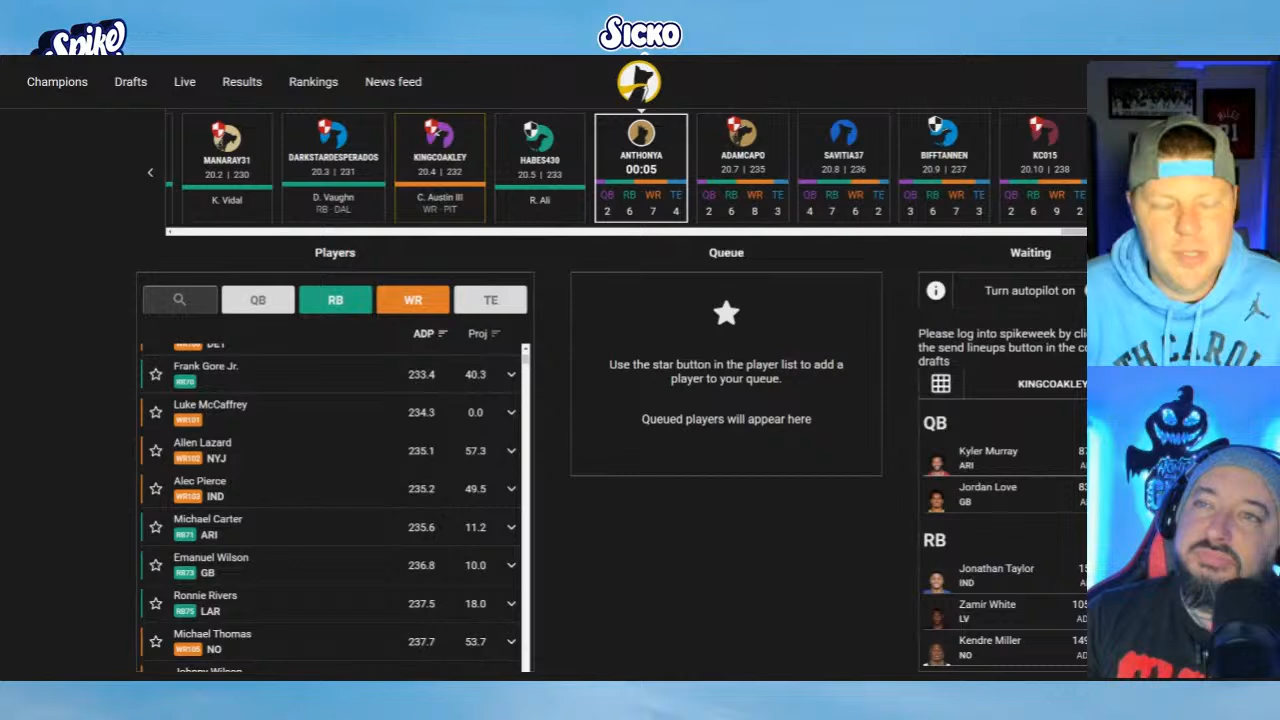 Spike
SICKO
Champions
Drafts
Live
Results
Rankings
News feed
MANARAY31
20.2 | 230
K. Vidal
DARKSTARDESPERADOS
20.3 | 231
D. Vaughn
RB - DAL
KINGCOAKLEY
20.4 | 232
C. Austin III
WR - PIT
HABES430
20.5 | 233
R. Ali
ANTHONYA
00:05
QB RB WR TE
2 6 7 4
ADAMCAPO
20.7 | 235
QB RB WR TE
2 6 8 3
SAVITIA37
20.8 | 236
QB RB WR TE
4 7 6 2
BIFFTANNEN
20.9 | 237
QB RB WR TE
3 6 7 3
KC015
20.10 | 238
QB RB WR TE
2 6 9 2
Players
Queue
Waiting
QB
RB
WR
TE
ADP
Proj
Frank Gore Jr.
RB70
233.4
40.3
Luke McCaffrey
WR101
234.3
0.0
Allen Lazard
WR102 NYJ
235.1
57.3
Alec Pierce
WR103 IND
235.2
49.5
Michael Carter
RB71 ARI
235.6
11.2
Emanuel Wilson
RB73 GB
236.8
10.0
Ronnie Rivers
RB75 LAR
237.5
18.0
Michael Thomas
WR105 NO
237.7
53.7
Johnny Wilson
Use the star button in the player list to add a
player to your queue.
Queued players will appear here
Turn autopilot on
Please log into spikeweek by cli
the send lineups button in the co
drafts
KINGCOAKLEY
QB
Kyler Murray
ARI
Jordan Love
GB
RB
Jonathan Taylor
IND
Zamir White
LV
Kendre Miller
NO